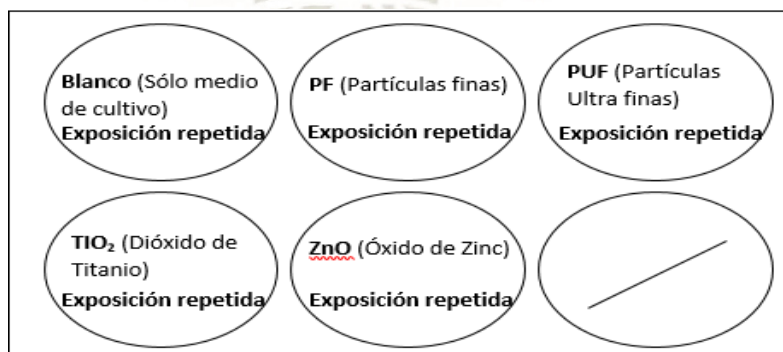 Blanco (Sólo medio
de cultivo)
Exposición repetida
PF (Partículas finas)
Exposición repetida
PUF (Partículas
Ultra finas)
Exposición repetida
TIO₂ (Dióxido de
Titanio)
Exposición repetida
ZnO (Óxido de Zinc)
Exposición repetida